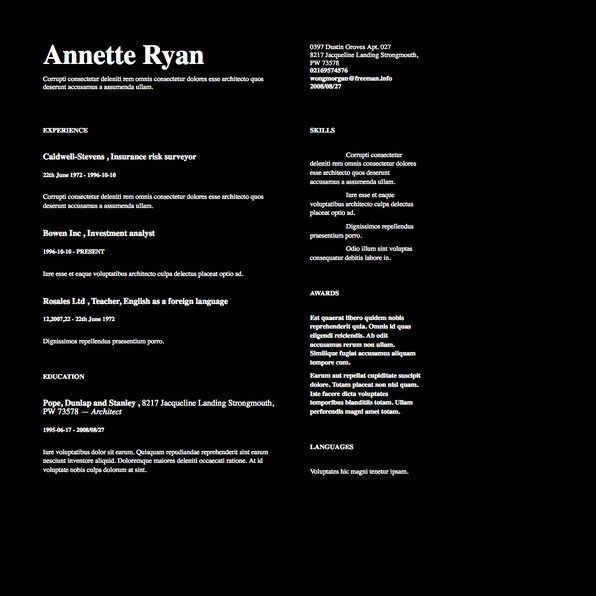 Annette Ryan
Corrupti consectetur deleniti rem omnis consectetur dolores esse architecto quos
deserunt accusamus a assumenda ullam.
0397 Dustin Groves Apt. 027
8217 Jacqueline Landing Strongmouth,
PW 73578
02169574576
wongmorgan@freeman.info
2008/08/27
EXPERIENCE
Caldwell-Stevens , Insurance risk surveyor
22th June 1972 - 1996-10-10
Corrupti consectetur deleniti rem omnis consectetur dolores esse architecto quos
deserunt accusamus a assumenda ullam.
Bowen Inc , Investment analyst
1996-10-10 - PRESENT
Iure esse et eaque voluptatibus architecto culpa delectus placeat optio ad.
Rosales Ltd , Teacher, English as a foreign language
12,2007,22 - 22th June 1972
Dignissimos repellendus praesentium porro.
EDUCATION
Pope, Dunlap and Stanley , 8217 Jacqueline Landing Strongmouth,
PW 73578 — Architect
1995-06-17 - 2008/08/27
Iure voluptatibus dolor sit earum. Quisquam repudiandae reprehenderit sint earum
nesciunt inventore aliquid. Doloremque maiores deleniti occaecati ratione. At id
voluptate nobis culpa dolorum at sint.
SKILLS
Corrupti consectetur
deleniti rem omnis consectetur dolores
esse architecto quos deserunt
accusamus a assumenda ullam.
Iure esse et eaque
voluptatibus architecto culpa delectus
placeat optio ad.
Dignissimos repellendus
praesentium porro.
Odio illum sint voluptas
consequatur debitis labore in.
AWARDS
Est quaerat libero quidem nobis
reprehenderit quia. Omnis id quas
eligendi reiciendis. Ab odit
accusamus rerum non ullam.
Similique fugiat accusamus aliquam
tempore cum.
Earum aut repellat cupiditate suscipit
dolore. Totam placeat non nisi quam.
Iste facere dicta voluptates
temporibus blanditiis totam. Ullam
perferendis magni amet totam.
LANGUAGES
Voluptates hic magni tenetur ipsam.